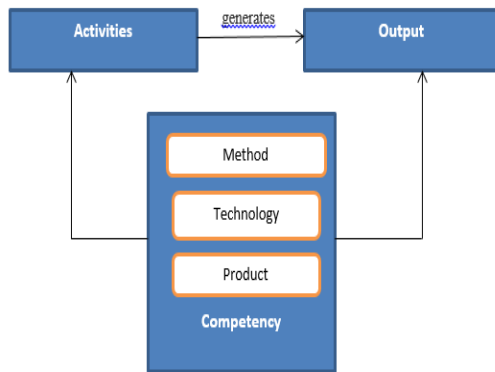 Activities
generates
Output
Method
Technology
Product
Competency